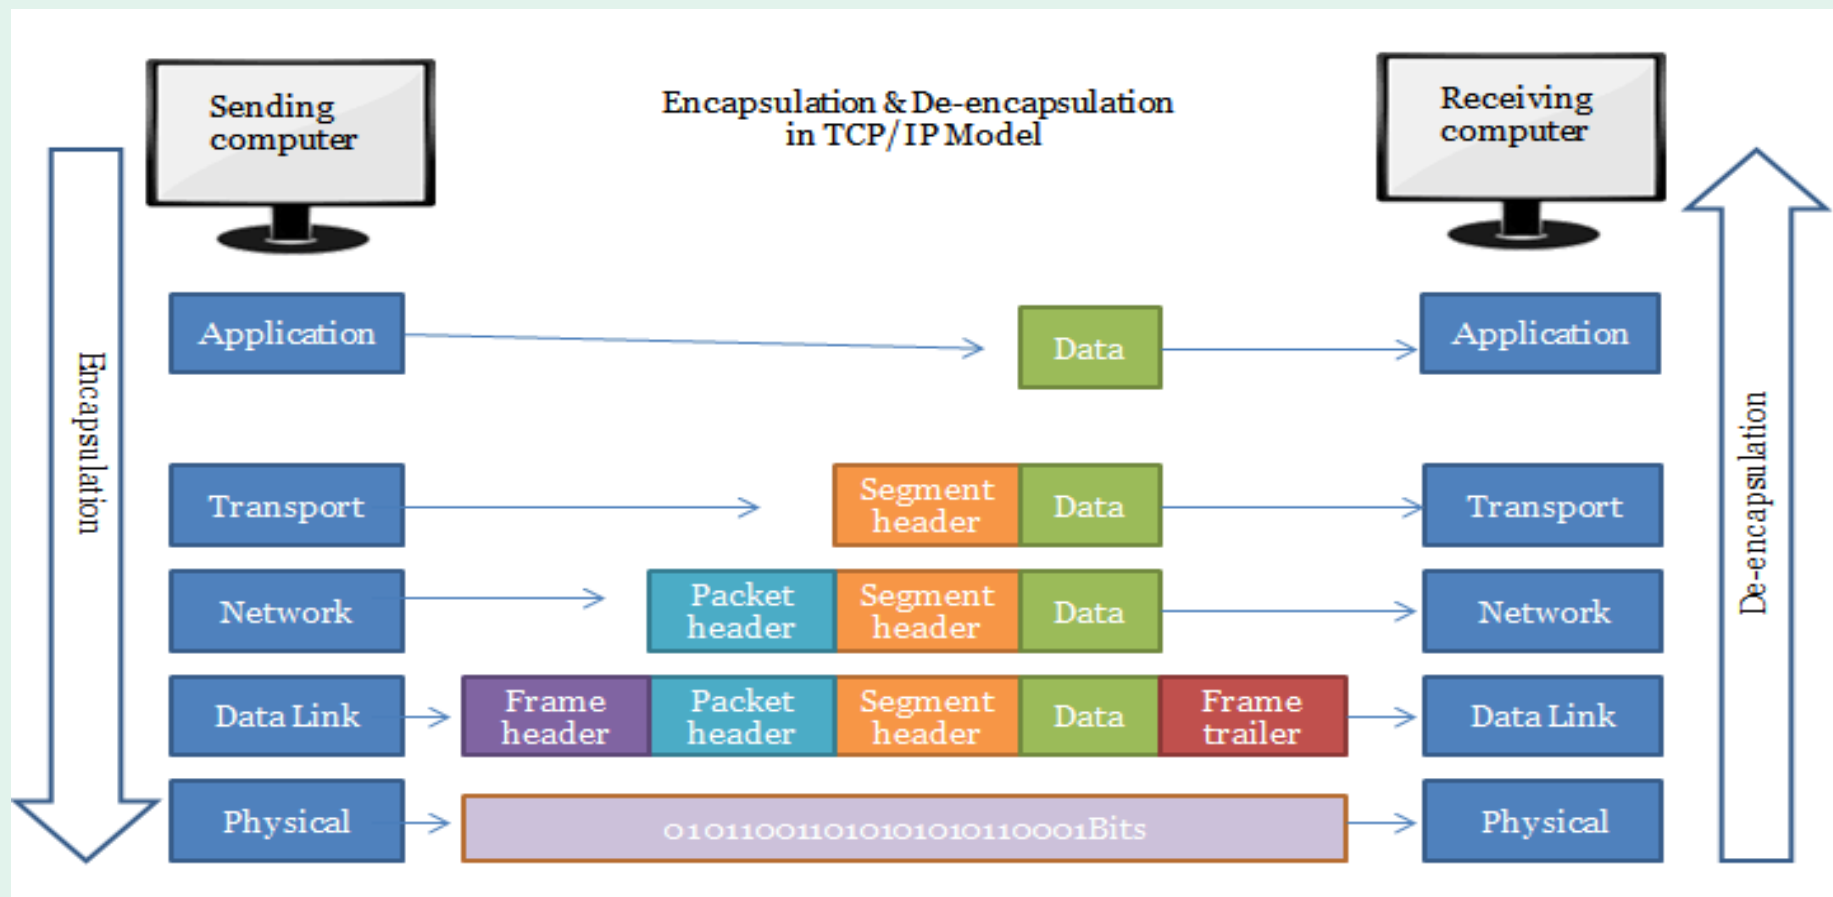 Sending
computer
Encapsulation & De-encapsulation
in TCP/IP Model
Receiving
computer
Encapsulation
De-encapsulation
Application
Data
Application
Transport
Segment
header
Data
Transport
Network
Packet
header
Segment
header
Data
Network
Data Link
Frame
header
Packet
header
Segment
header
Data
Frame
trailer
Data Link
Physical
010110011010101010110001Bits
Physical